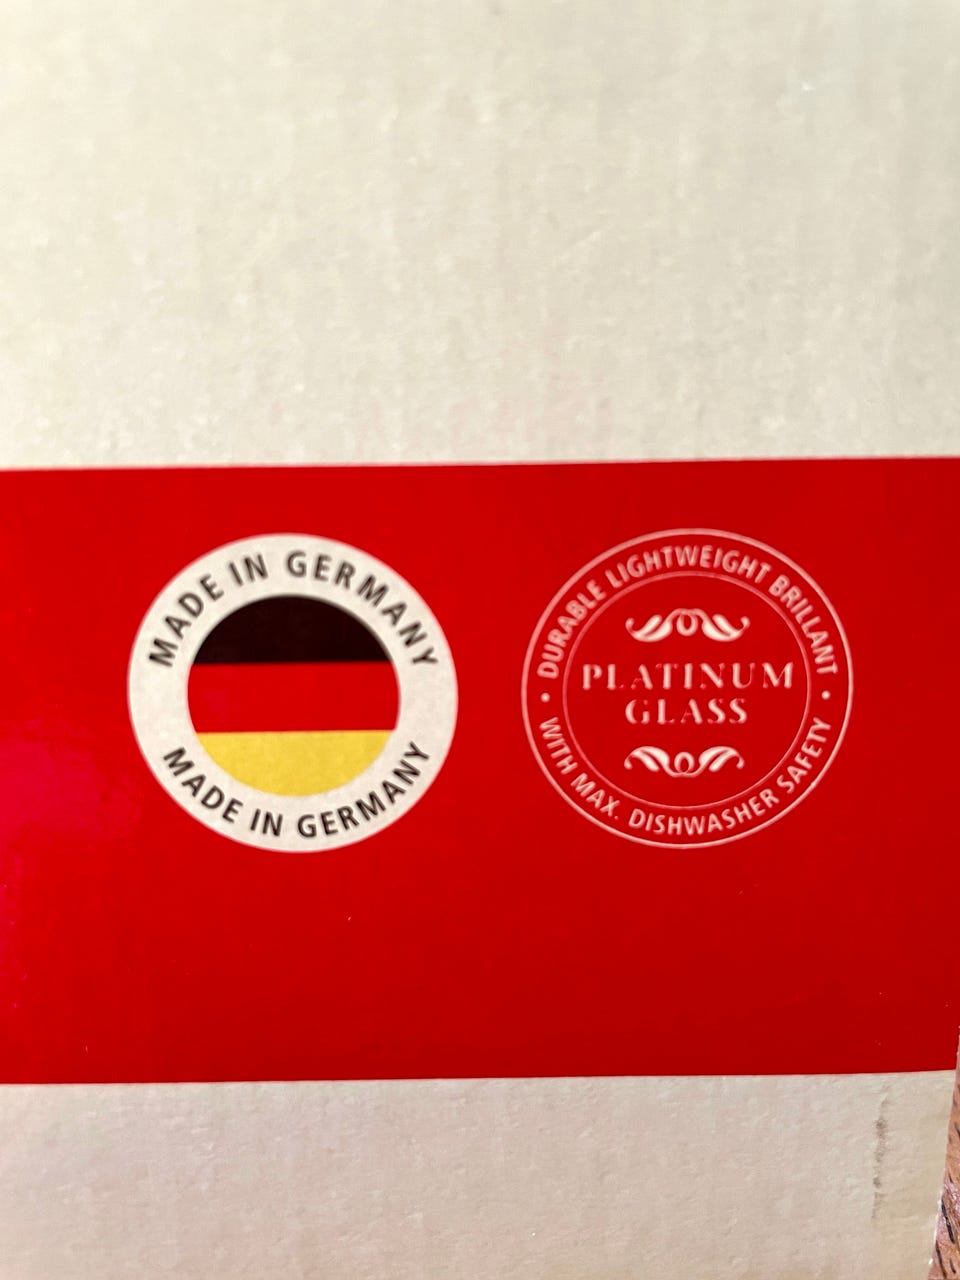 MADE IN GERMANY
MADE IN GERMANY
DURABLE LIGHTWEIGHT BRILLANT
PLATINUM
GLASS
• WITH MAX. DISHWASHER SAFETY •